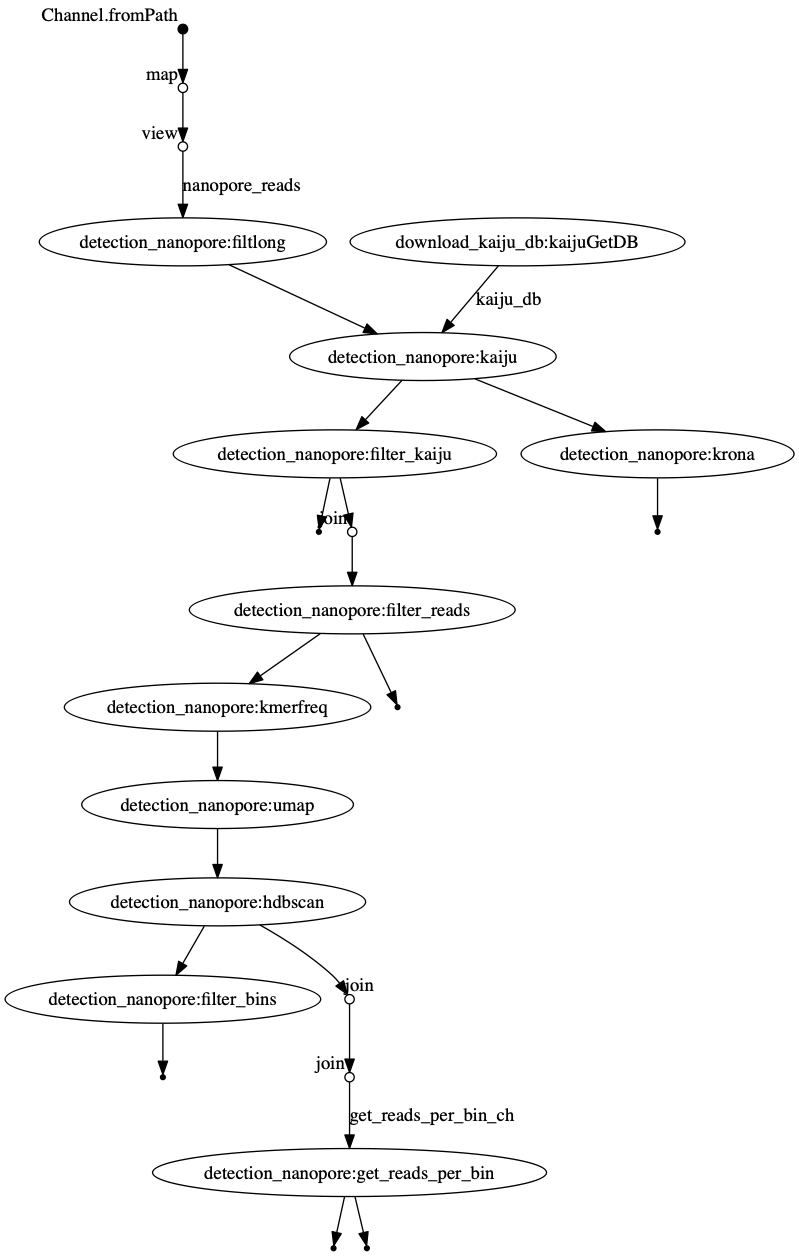 Channel.fromPath
map
view
nanopore_reads
detection_nanopore:filtlong
download_kaiju_db:kaijuGetDB
kaiju_db
detection_nanopore:kaiju
detection_nanopore:filter_kaiju
detection_nanopore:krona
join
detection_nanopore:filter_reads
detection_nanopore:kmerfreq
detection_nanopore:umap
detection_nanopore:hdbscan
detection_nanopore:filter_bins
join
join
get_reads_per_bin_ch
detection_nanopore:get_reads_per_bin